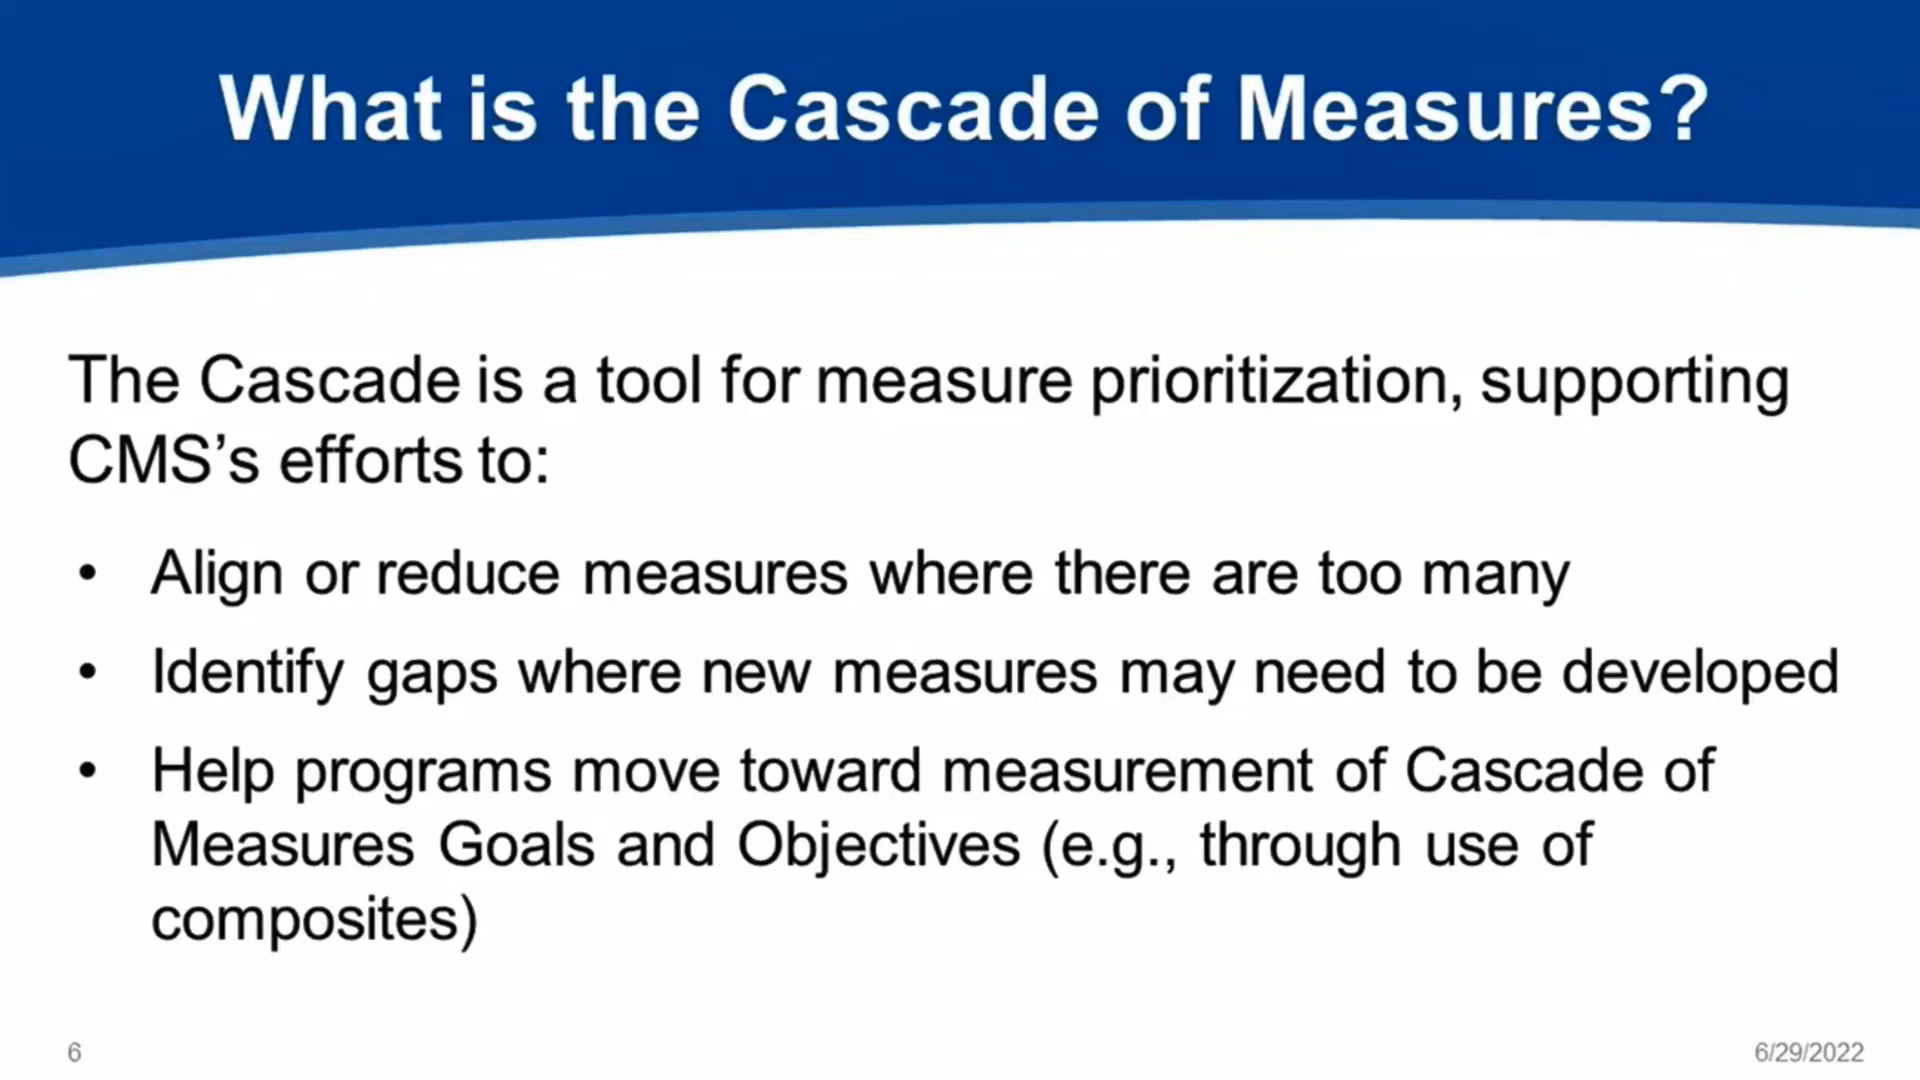 What is the Cascade of Measures?
The Cascade is a tool for measure prioritization, supporting
CMS’s efforts to:
• Align or reduce measures where there are too many
• Identify gaps where new measures may need to be developed
• Help programs move toward measurement of Cascade of
Measures Goals and Objectives (e.g., through use of
composites)
6
6/29/2022